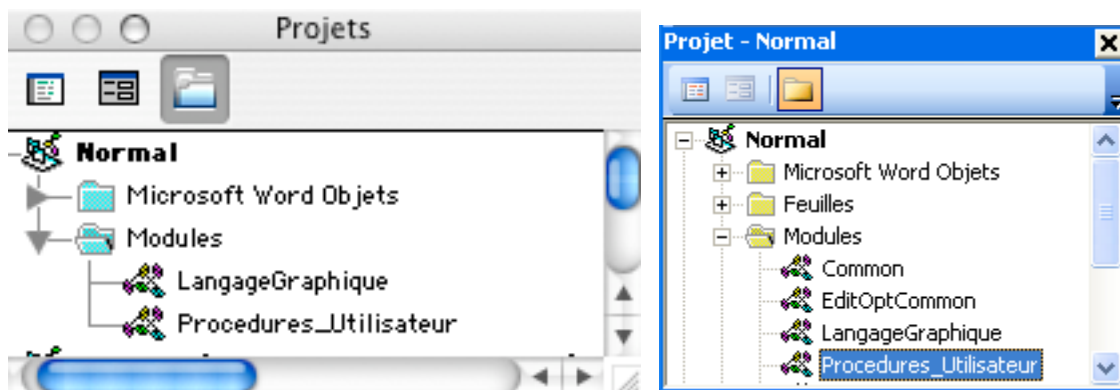 Projets
Normal
Microsoft Word Objets
Modules
LangageGraphique
Procedures_Utilisateur
Projet - Normal
Normal
Microsoft Word Objets
Feuilles
Modules
Common
EditOptCommon
LangageGraphique
Procedures_Utilisateur